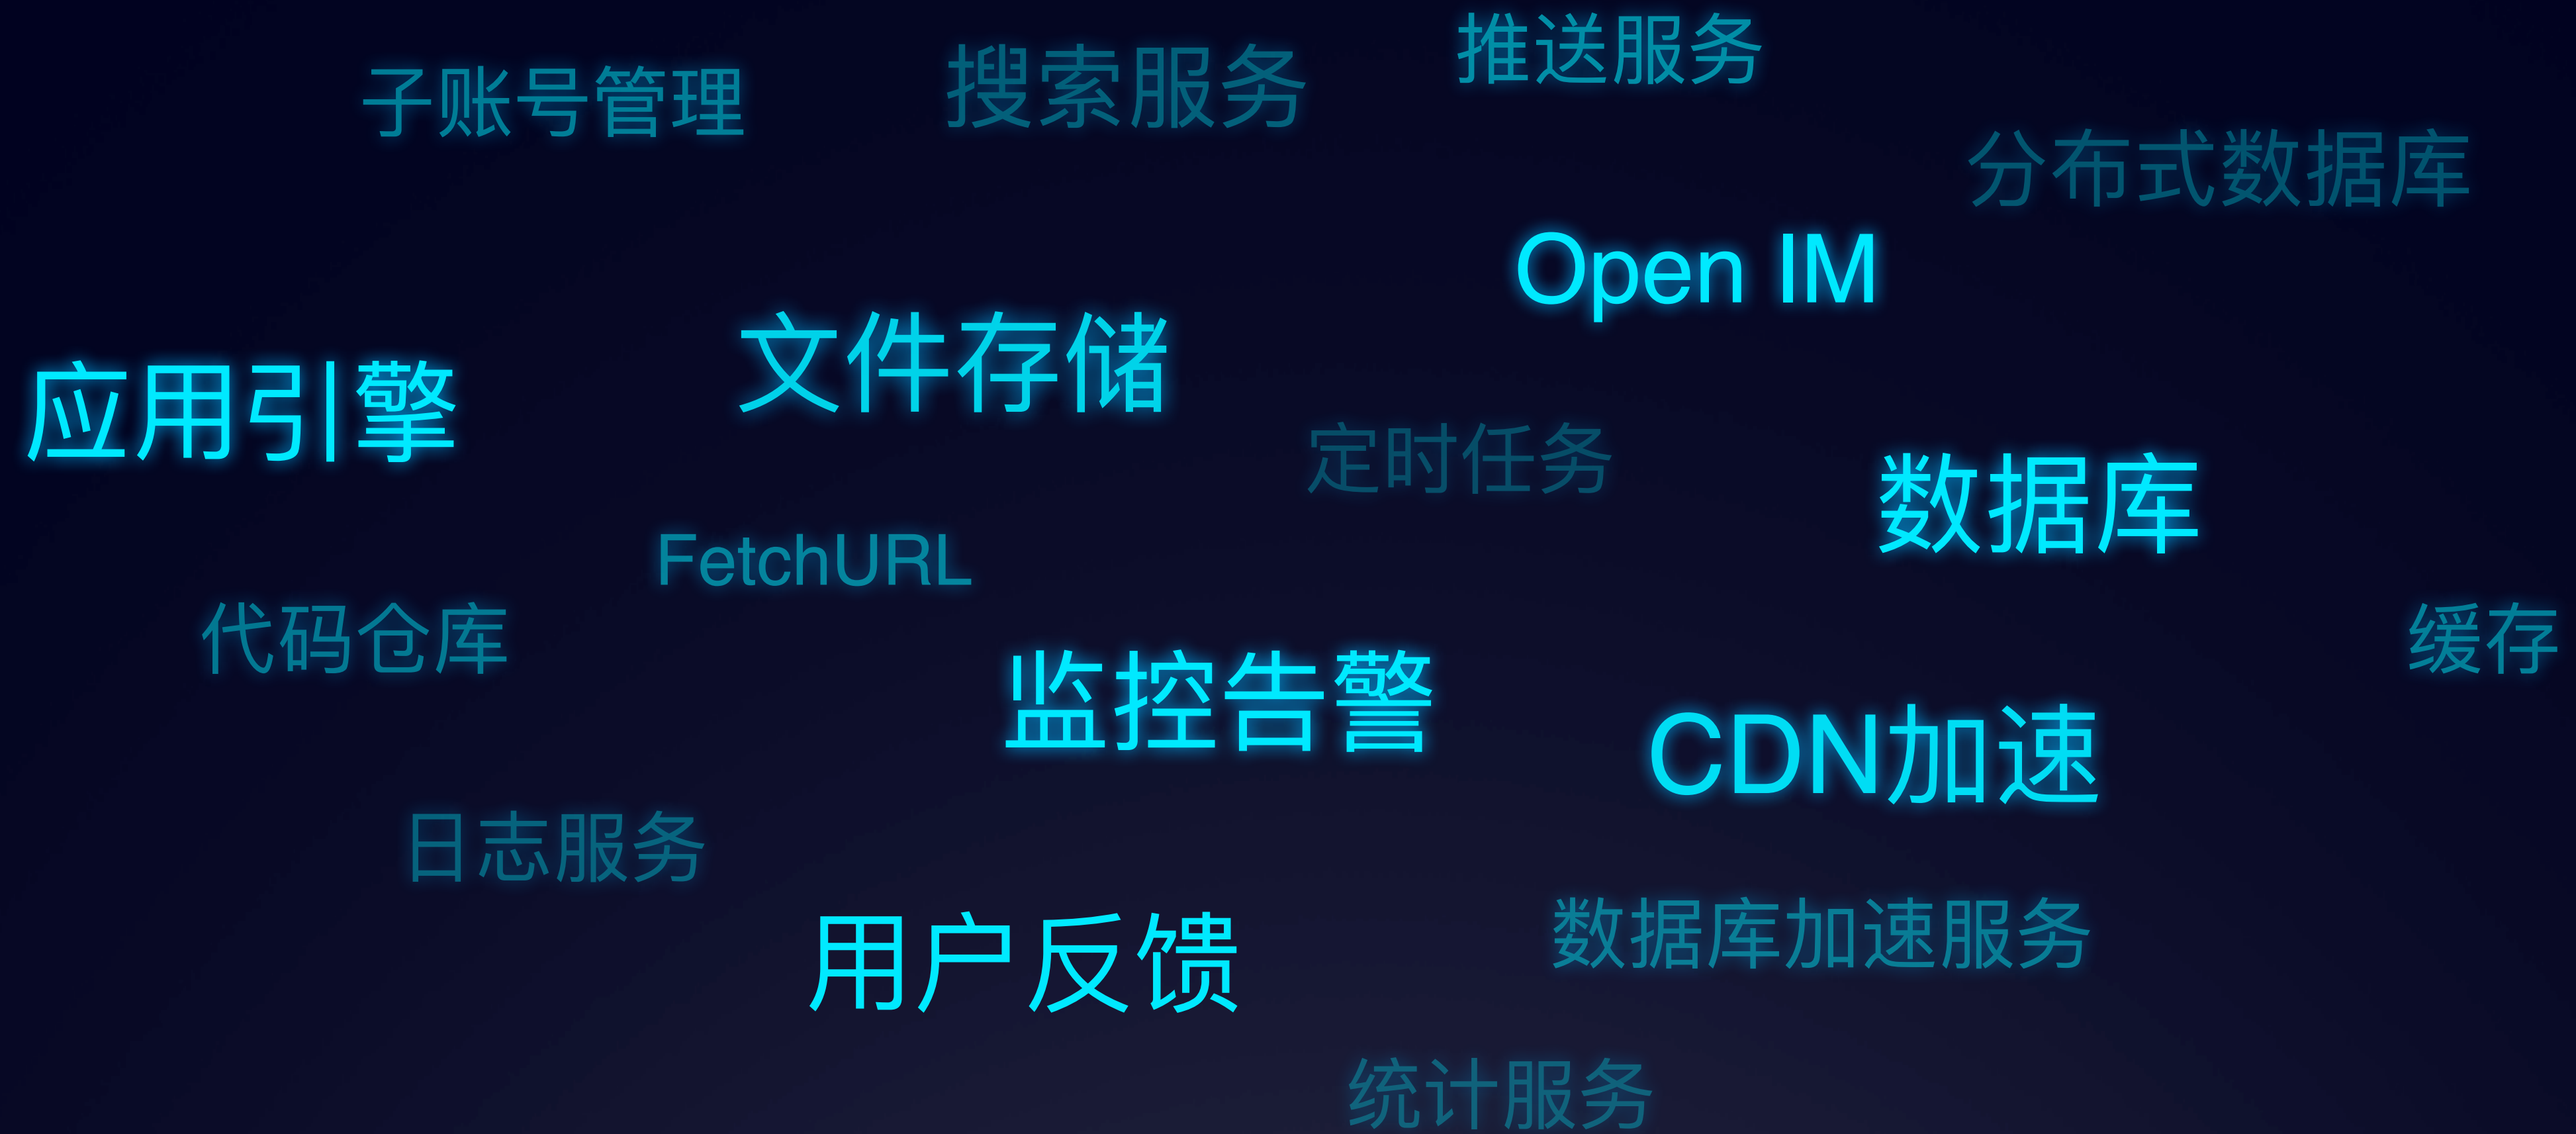 推送服务
搜索服务
子账号管理
分布式数据库
Open IM
文件存储
应用引擎
定时任务
数据库
FetchURL
代码仓库
缓存
监控告警
CDN加速
日志服务
数据库加速服务
用户反馈
统计服务